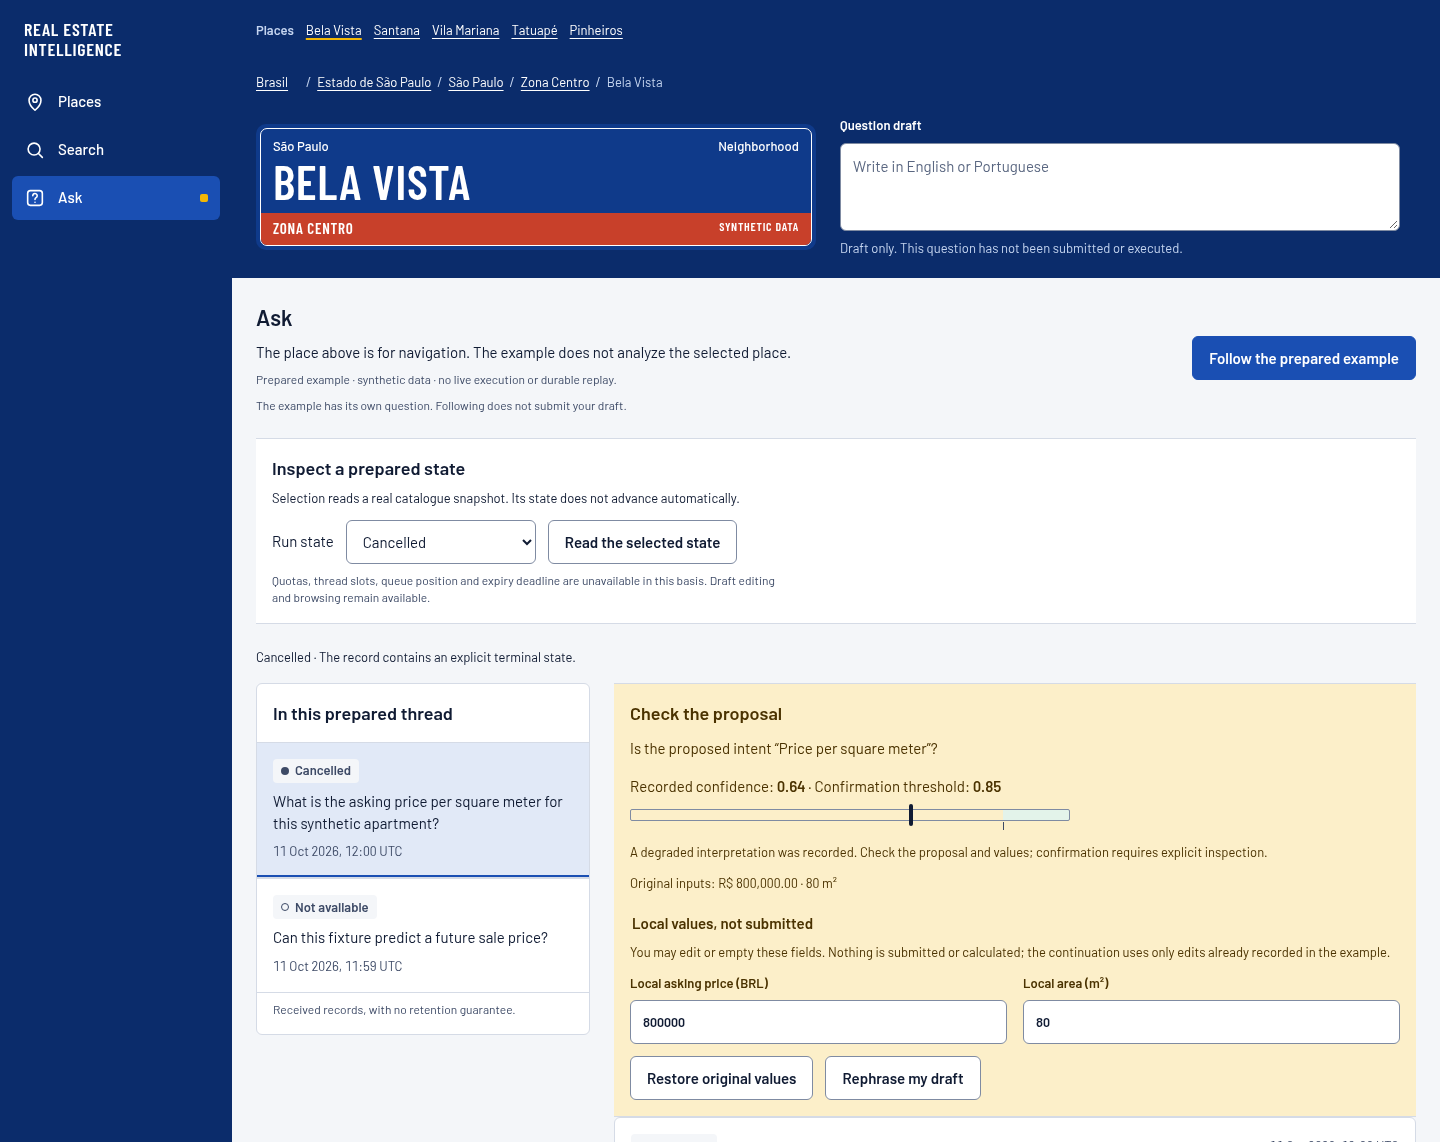 REAL ESTATE
INTELLIGENCE
Places
Search
Ask
Places Bela Vista Santana Vila Mariana Tatuapé Pinheiros
Brasil / Estado de São Paulo / São Paulo / Zona Centro / Bela Vista
São Paulo Neighborhood
BELA VISTA
ZONA CENTRO SYNTHETIC DATA
Question draft
Write in English or Portuguese
Draft only. This question has not been submitted or executed.
Ask
The place above is for navigation. The example does not analyze the selected place.
Prepared example · synthetic data · no live execution or durable replay.
The example has its own question. Following does not submit your draft.
Follow the prepared example
Inspect a prepared state
Selection reads a real catalogue snapshot. Its state does not advance automatically.
Run state Cancelled Read the selected state
Quotas, thread slots, queue position and expiry deadline are unavailable in this basis. Draft editing
and browsing remain available.
Cancelled · The record contains an explicit terminal state.
In this prepared thread
Cancelled
What is the asking price per square meter for
this synthetic apartment?
11 Oct 2026, 12:00 UTC
Not available
Can this fixture predict a future sale price?
11 Oct 2026, 11:59 UTC
Received records, with no retention guarantee.
Check the proposal
Is the proposed intent “Price per square meter”?
Recorded confidence: 0.64 · Confirmation threshold: 0.85
A degraded interpretation was recorded. Check the proposal and values; confirmation requires explicit inspection.
Original inputs: R$ 800,000.00 · 80 m²
Local values, not submitted
You may edit or empty these fields. Nothing is submitted or calculated; the continuation uses only edits already recorded in the example.
Local asking price (BRL) Local area (m²)
800000 80
Restore original values Rephrase my draft